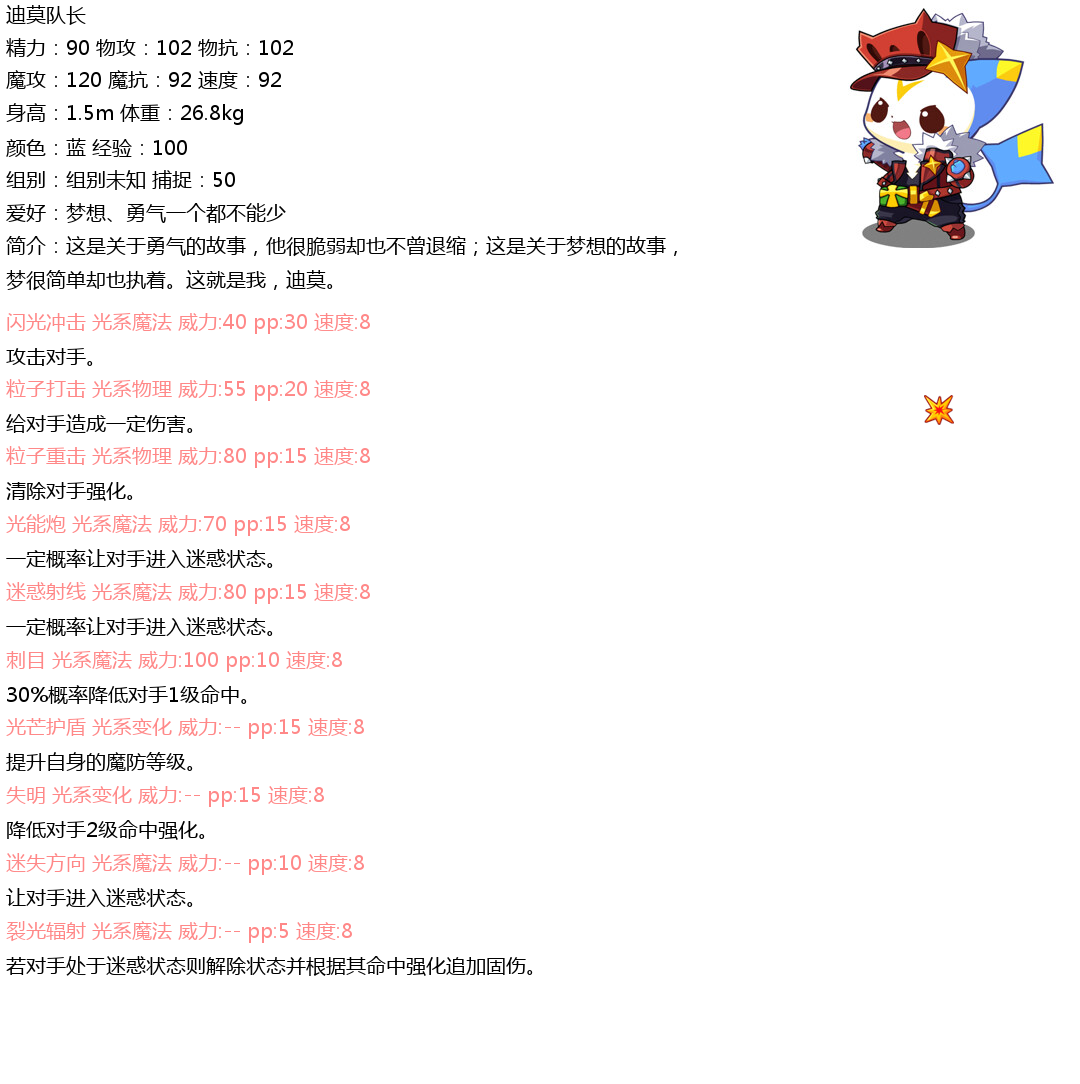 迪莫队长
精力：90 物攻：102 物抗：102
魔攻：120 魔抗：92 速度：92
身高：1.5m 体重：26.8kg
颜色：蓝 经验：100
组别：组别未知 捕捉：50
爱好：梦想、勇气一个都不能少
简介：这是关于勇气的故事，他很脆弱却也不曾退缩；这是关于梦想的故事，
梦很简单却也执着。这就是我，迪莫。
闪光冲击 光系魔法 威力:40 pp:30 速度:8
攻击对手。
粒子打击 光系物理 威力:55 pp:20 速度:8
给对手造成一定伤害。
粒子重击 光系物理 威力:80 pp:15 速度:8
清除对手强化。
光能炮 光系魔法 威力:70 pp:15 速度:8
一定概率让对手进入迷惑状态。
迷惑射线 光系魔法 威力:80 pp:15 速度:8
一定概率让对手进入迷惑状态。
刺目 光系魔法 威力:100 pp:10 速度:8
30%概率降低对手1级命中。
光芒护盾 光系变化 威力:-- pp:15 速度:8
提升自身的魔防等级。
失明 光系变化 威力:-- pp:15 速度:8
降低对手2级命中强化。
迷失方向 光系魔法 威力:-- pp:10 速度:8
让对手进入迷惑状态。
裂光辐射 光系魔法 威力:-- pp:5 速度:8
若对手处于迷惑状态则解除状态并根据其命中强化追加固伤。